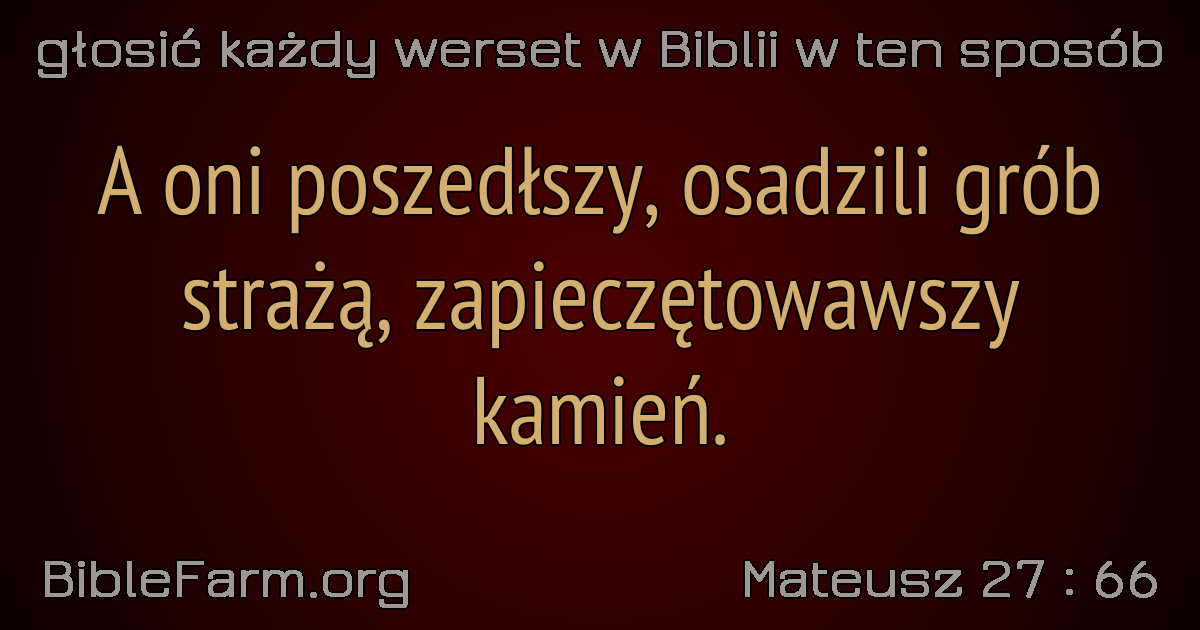 głosić każdy werset w Biblii w ten sposób
A oni poszedłszy, osadzili grób
strażą, zapieczętowawszy
kamień.
BibleFarm.org
Mateusz 27 : 66